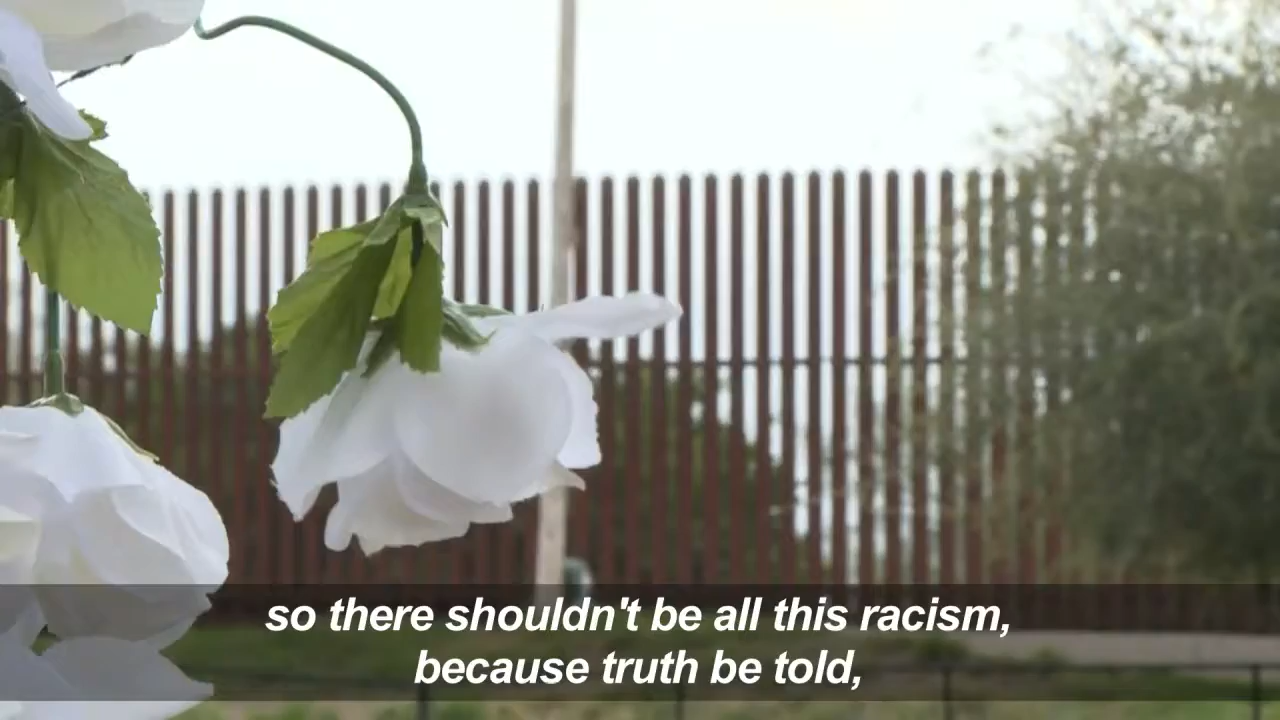 so there shouldn't be all this racism,
because truth be told,